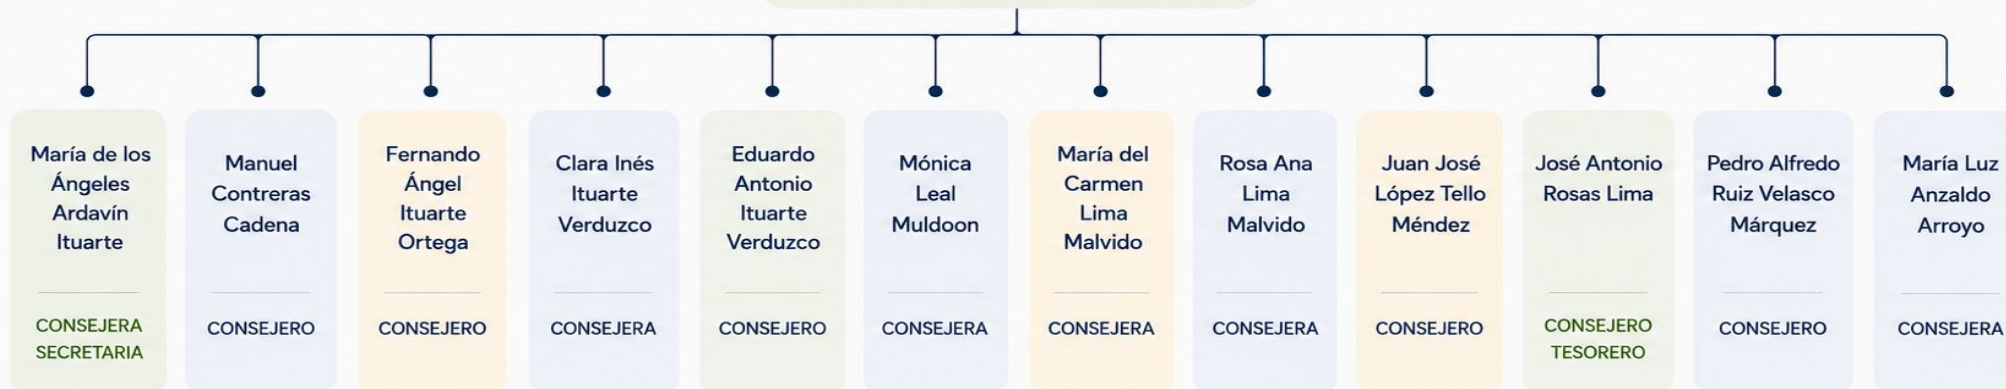 María de los
Ángeles
Ardavín
Ituarte
CONSEJERA
SECRETARIA
Manuel
Contreras
Cadena
CONSEJERO
Fernando
Ángel
Ituarte
Ortega
CONSEJERO
Clara Inés
Ituarte
Verduzco
CONSEJERA
Eduardo
Antonio
Ituarte
Verduzco
CONSEJERO
Mónica
Leal
Muldoon
CONSEJERA
María del
Carmen
Lima
Malvido
CONSEJERA
Rosa Ana
Lima
Malvido
CONSEJERA
Juan José
López Tello
Méndez
CONSEJERO
José Antonio
Rosas Lima
CONSEJERO
TESORERO
Pedro Alfredo
Ruiz Velasco
Márquez
CONSEJERO
María Luz
Anzaldo
Arroyo
CONSEJERA